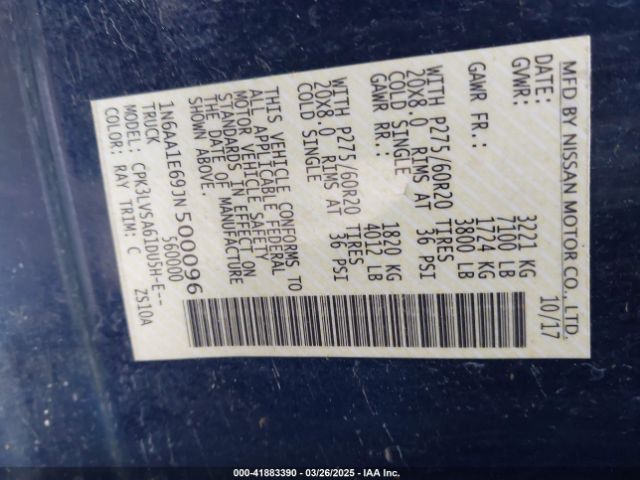 MFD BY NISSAN MOTOR CO., LTD.
DATE: 10/17
GVWR: 3221 KG
7100 LB
GAWR FR: 1724 KG
3800 LB
WITH P275/60R20 TIRES
20X8.0 RIMS AT 36 PSI
COLD SINGLE
GAWR RR: 1820 KG
4012 LB
WITH P275/60R20 TIRES
20X8.0 RIMS AT 36 PSI
COLD SINGLE
THIS VEHICLE CONFORMS TO
ALL APPLICABLE FEDERAL
MOTOR VEHICLE SAFETY
STANDARDS IN EFFECT ON
THE DATE OF MANUFACTURE
SHOWN ABOVE.
1N6AA1E69JN500096
TRUCK 560000
MODEL: CPK3LVSA61DU5H-E--
COLOR: RAY TRIM: C ZS10A
000-41883390 - 03/26/2025 - IAA Inc.